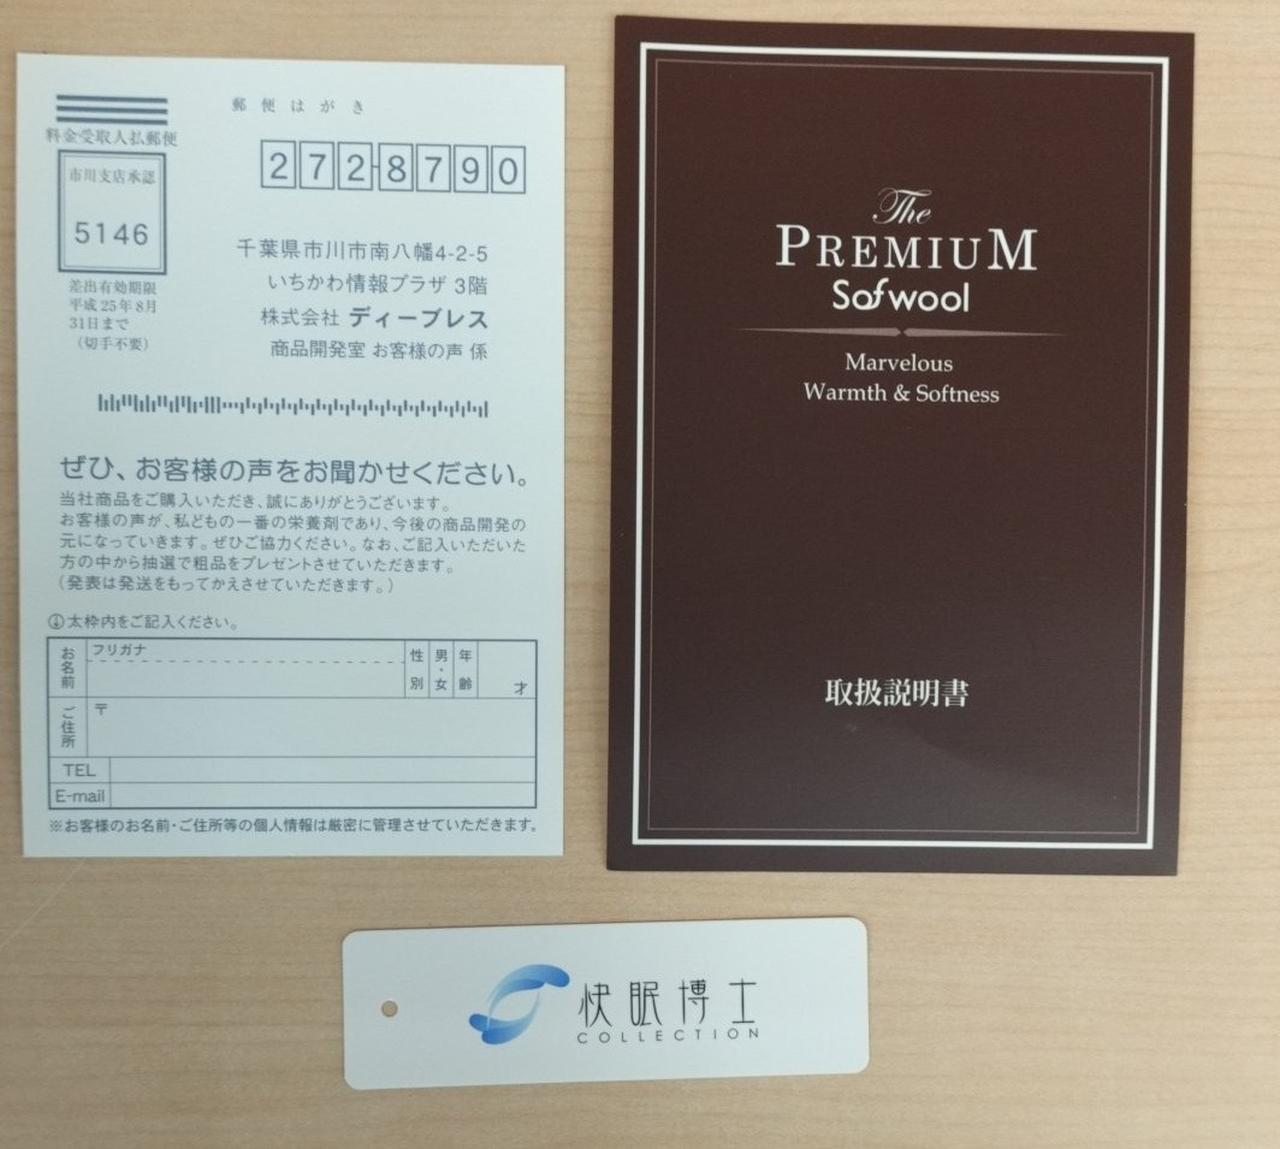 郵便はがき
料金受取人払郵便
市川支店承認
5146
差出有効期限
平成25年8月
31日まで
（切手不要）
272-8790
千葉県市川市南八幡4-2-5
いちかわ情報プラザ 3階
株式会社 ディーブレス
商品開発室 お客様の声 係
ぜひ、お客様の声をお聞かせください。
当社商品をご購入いただき、誠にありがとうございます。
お客様の声が、私どもの一番の栄養剤であり、今後の商品開発の
元になっていきます。ぜひご協力ください。なお、ご記入いただいた
方の中から抽選で粗品をプレゼントさせていただきます。
（発表は発送をもってかえさせていただきます。）
↓太枠内をご記入ください。
お名前
フリガナ
性別
男・女
年齢
才
ご住所
〒
TEL
E-mail
※お客様のお名前・ご住所等の個人情報は厳密に管理させていただきます。
The
PREMIUM
Sofwool
Marvelous
Warmth & Softness
取扱説明書
快眠博士
COLLECTION